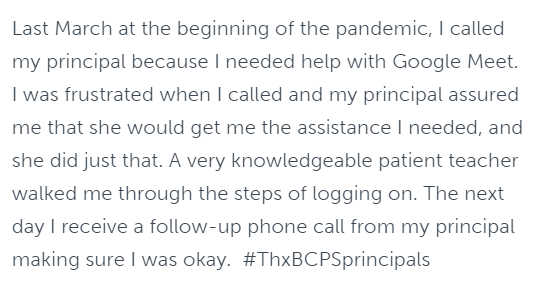 Last March at the beginning of the pandemic, I called
my principal because I needed help with Google Meet.
I was frustrated when I called and my principal assured
me that she would get me the assistance I needed, and
she did just that. A very knowledgeable patient teacher
walked me through the steps of logging on. The next
day I receive a follow-up phone call from my principal
making sure I was okay.  #ThxBCPSprincipals